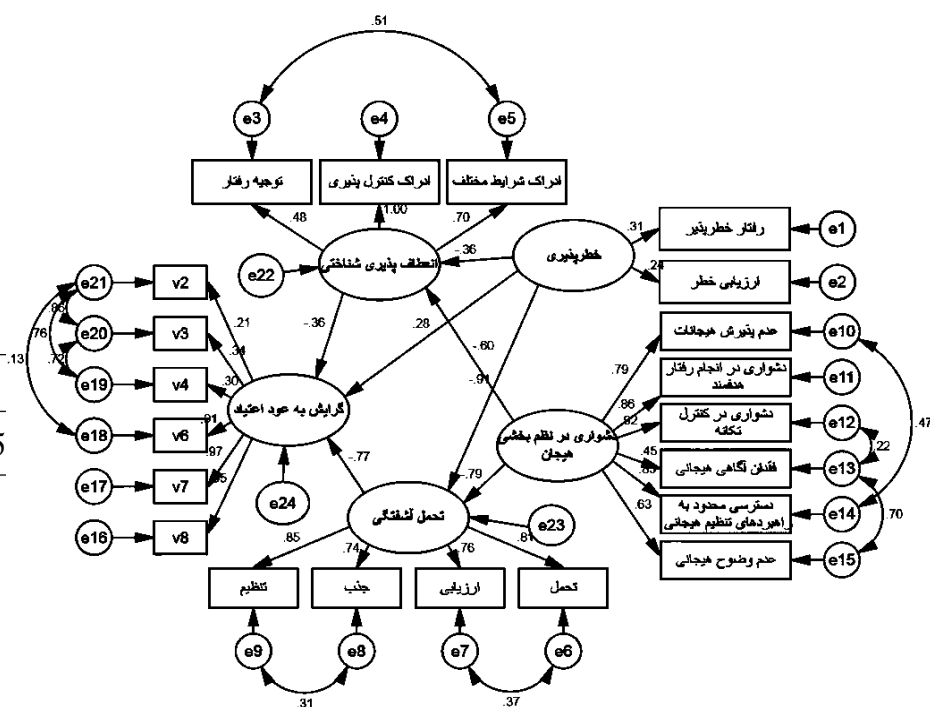 .51
e3
e4
e5
توجیه رفتار
ادراک کنترل پذیری
ادراک شرایط مختلف
.48
1.00
.70
.31
رفتار خطرپذیر
e1
خطرپذیری
-.36
انعطاف پذیری شناختی
e22
.24
ارزیابی خطر
e2
e21
v2
.86
.76
e20
v3
.21
-.36
.28
-.60
-.91
عدم پذیرش هیجانات
e10
.79
دشواری در انجام رفتار
هدفمند
e11
.86
-.13
.72
.34
e19
v4
.30
گرایش به عود اعتیاد
دشواری در نظم بخشی
هیجان
.82
دشواری در کنترل
تکانه
e12
.47
.22
e18
v6
.91
.45
فقدان آگاهی هیجانی
e13
e17
v7
.97
-.77
-.79
دسترسی محدود به
راهبردهای تنظیم هیجانی
e14
.63
.70
e24
تحمل آشفتگی
e23
e16
v8
عدم وضوح هیجانی
e15
.85
.74
.76
.81
تنظیم
جذب
ارزیابی
تحمل
e9
e8
e7
e6
.31
.37